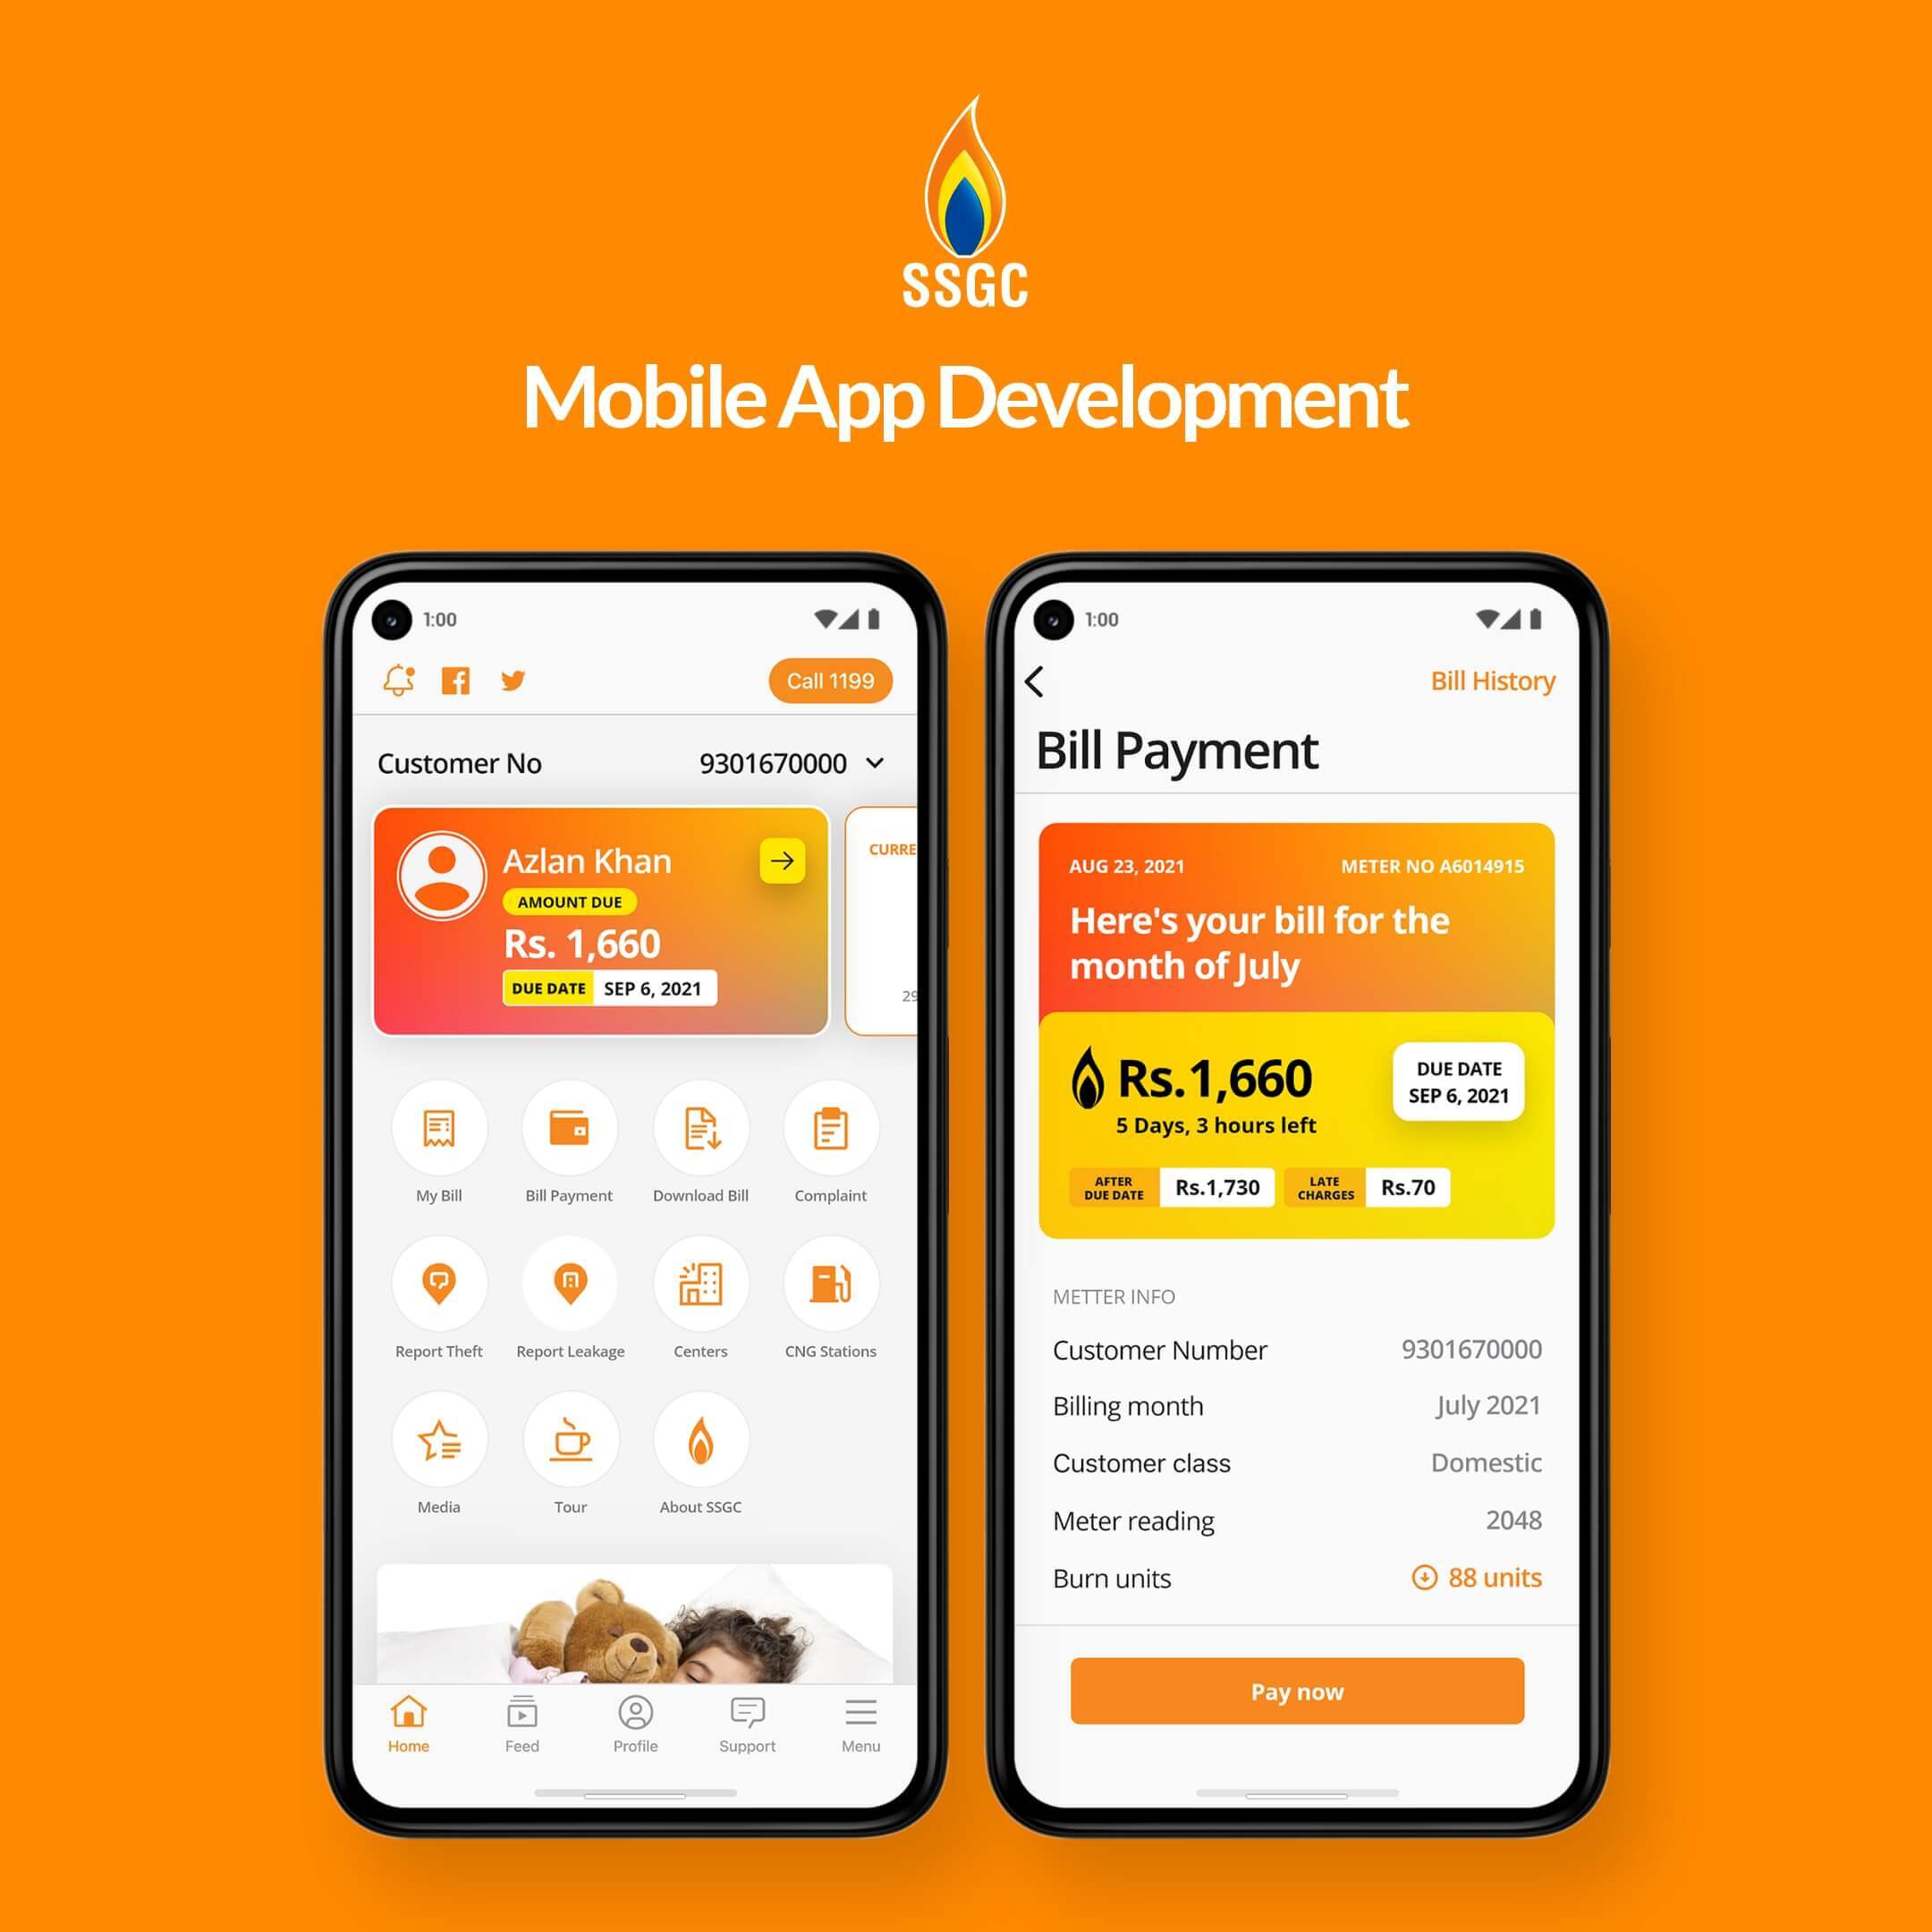 SSGC
Mobile App Development
1:00
Call 1199
Customer No 9301670000
Azlan Khan
AMOUNT DUE
Rs. 1,660
DUE DATE SEP 6, 2021
CURRE
29
My Bill Bill Payment Download Bill Complaint
Report Theft Report Leakage Centers CNG Stations
Media Tour About SSGC
Home Feed Profile Support Menu
1:00
Bill History
Bill Payment
AUG 23, 2021 METER NO A6014915
Here's your bill for the
month of July
Rs.1,660
5 Days, 3 hours left
DUE DATE
SEP 6, 2021
AFTER
DUE DATE
Rs.1,730
LATE
CHARGES
Rs.70
METTER INFO
Customer Number 9301670000
Billing month July 2021
Customer class Domestic
Meter reading 2048
Burn units 88 units
Pay now